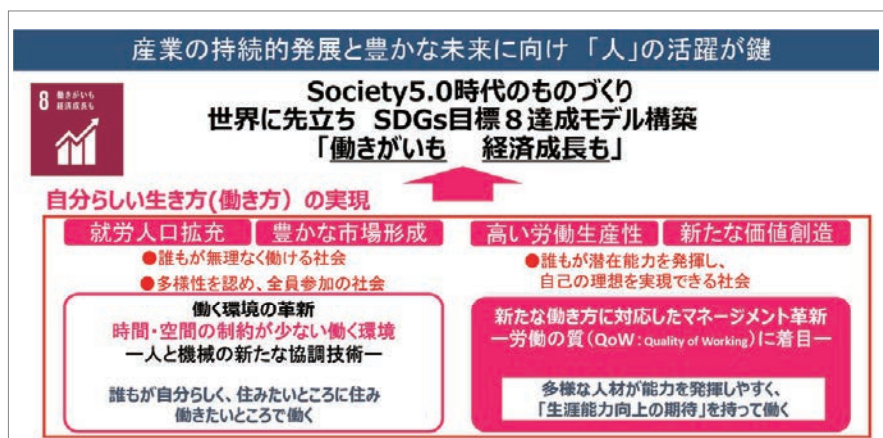 産業の持続的発展と豊かな未来に向け 「人」の活躍が鍵
8 働きがいも
経済成長も
Society5.0時代のものづくり
世界に先立ち SDGs目標８達成モデル構築
「働きがいも 経済成長も」
自分らしい生き方(働き方）の実現
就労人口拡充 豊かな市場形成
●誰もが無理なく働ける社会
●多様性を認め、全員参加の社会
働く環境の革新
時間・空間の制約が少ない働く環境
ー人と機械の新たな協調技術ー
誰もが自分らしく、住みたいところに住み
働きたいところで働く
高い労働生産性 新たな価値創造
●誰もが潜在能力を発揮し、
自己の理想を実現できる社会
新たな働き方に対応したマネージメント革新
ー労働の質（QoW：Quality of Working）に着目ー
多様な人材が能力を発揮しやすく、
「生涯能力向上の期待」を持って働く